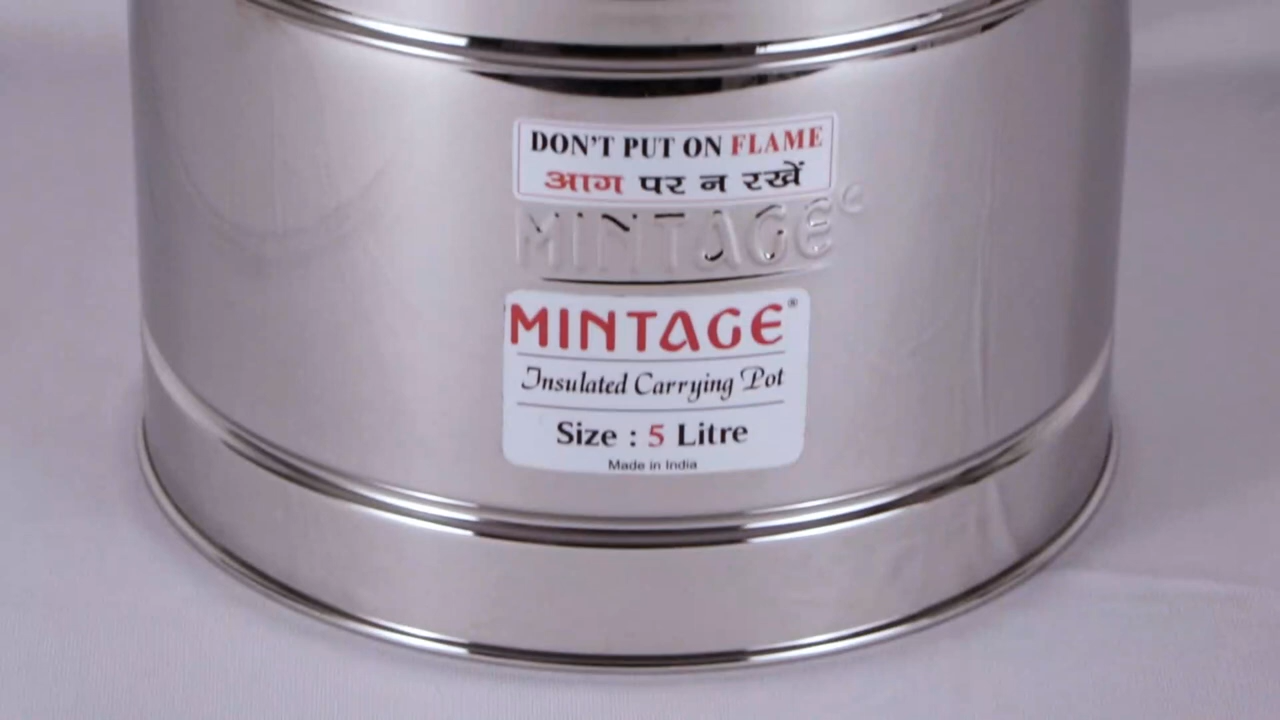 DON'T PUT ON FLAME
आग पर न रखें
MINTAGE
MINTAGE®
Insulated Carrying Pot
Size : 5 Litre
Made in India